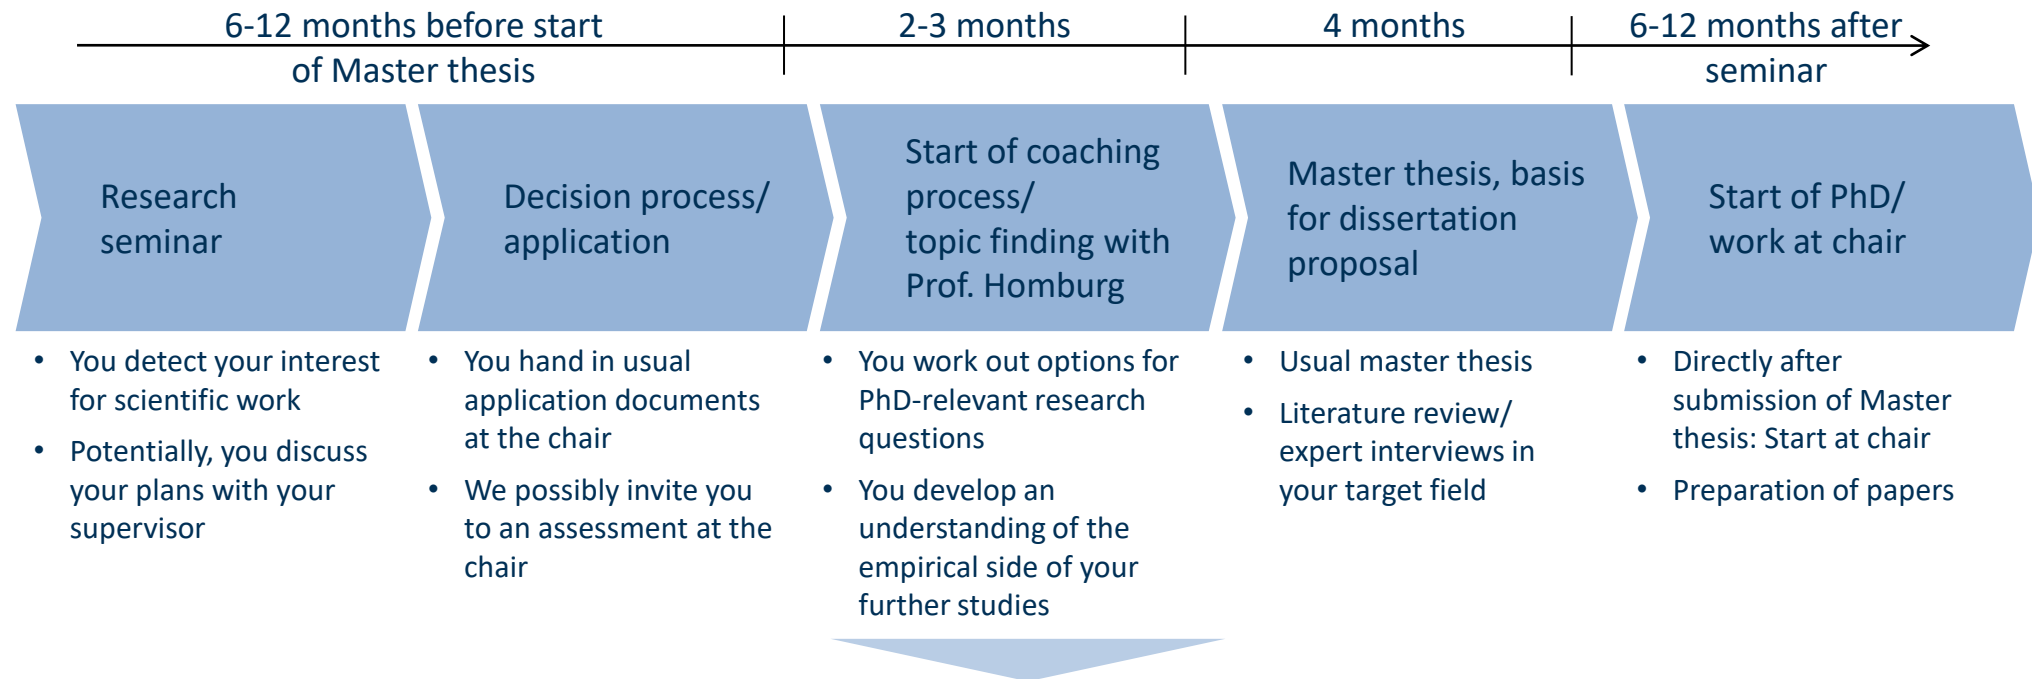 6-12 months before start
of Master thesis
2-3 months
4 months
6-12 months after
seminar
Research
seminar
Decision process/
application
Start of coaching
process/
topic finding with
Prof. Homburg
Master thesis, basis
for dissertation
proposal
Start of PhD/
work at chair
• You detect your interest
for scientific work
• Potentially, you discuss
your plans with your
supervisor
• You hand in usual
application documents
at the chair
• We possibly invite you
to an assessment at the
chair
• You work out options for
PhD-relevant research
questions
• You develop an
understanding of the
empirical side of your
further studies
• Usual master thesis
• Literature review/
expert interviews in
your target field
• Directly after
submission of Master
thesis: Start at chair
• Preparation of papers